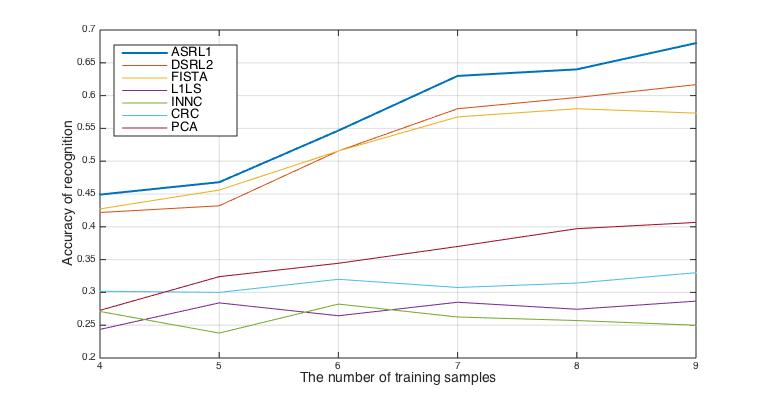 0.7
0.65
0.6
0.55
0.5
0.45
0.4
0.35
0.3
0.25
0.2
Accuracy of recognition
ASRL1
DSRL2
FISTA
L1LS
INNC
CRC
PCA
4 5 6 7 8 9
The number of training samples